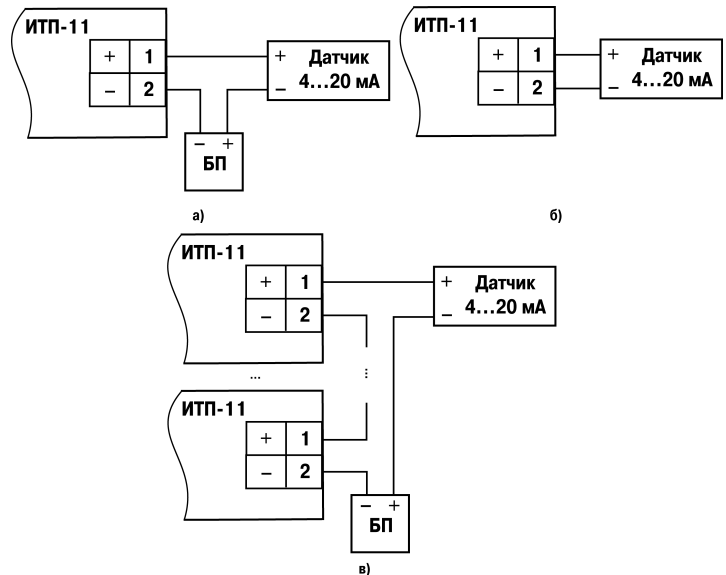 ИТП-11
+ 1
– 2
+ Датчик
– 4...20 мА
– +
БП
а)
ИТП-11
+ 1
– 2
+ Датчик
– 4...20 мА
б)
ИТП-11
+ 1
– 2
+ Датчик
– 4...20 мА
...
...
ИТП-11
+ 1
– 2
– +
БП
в)